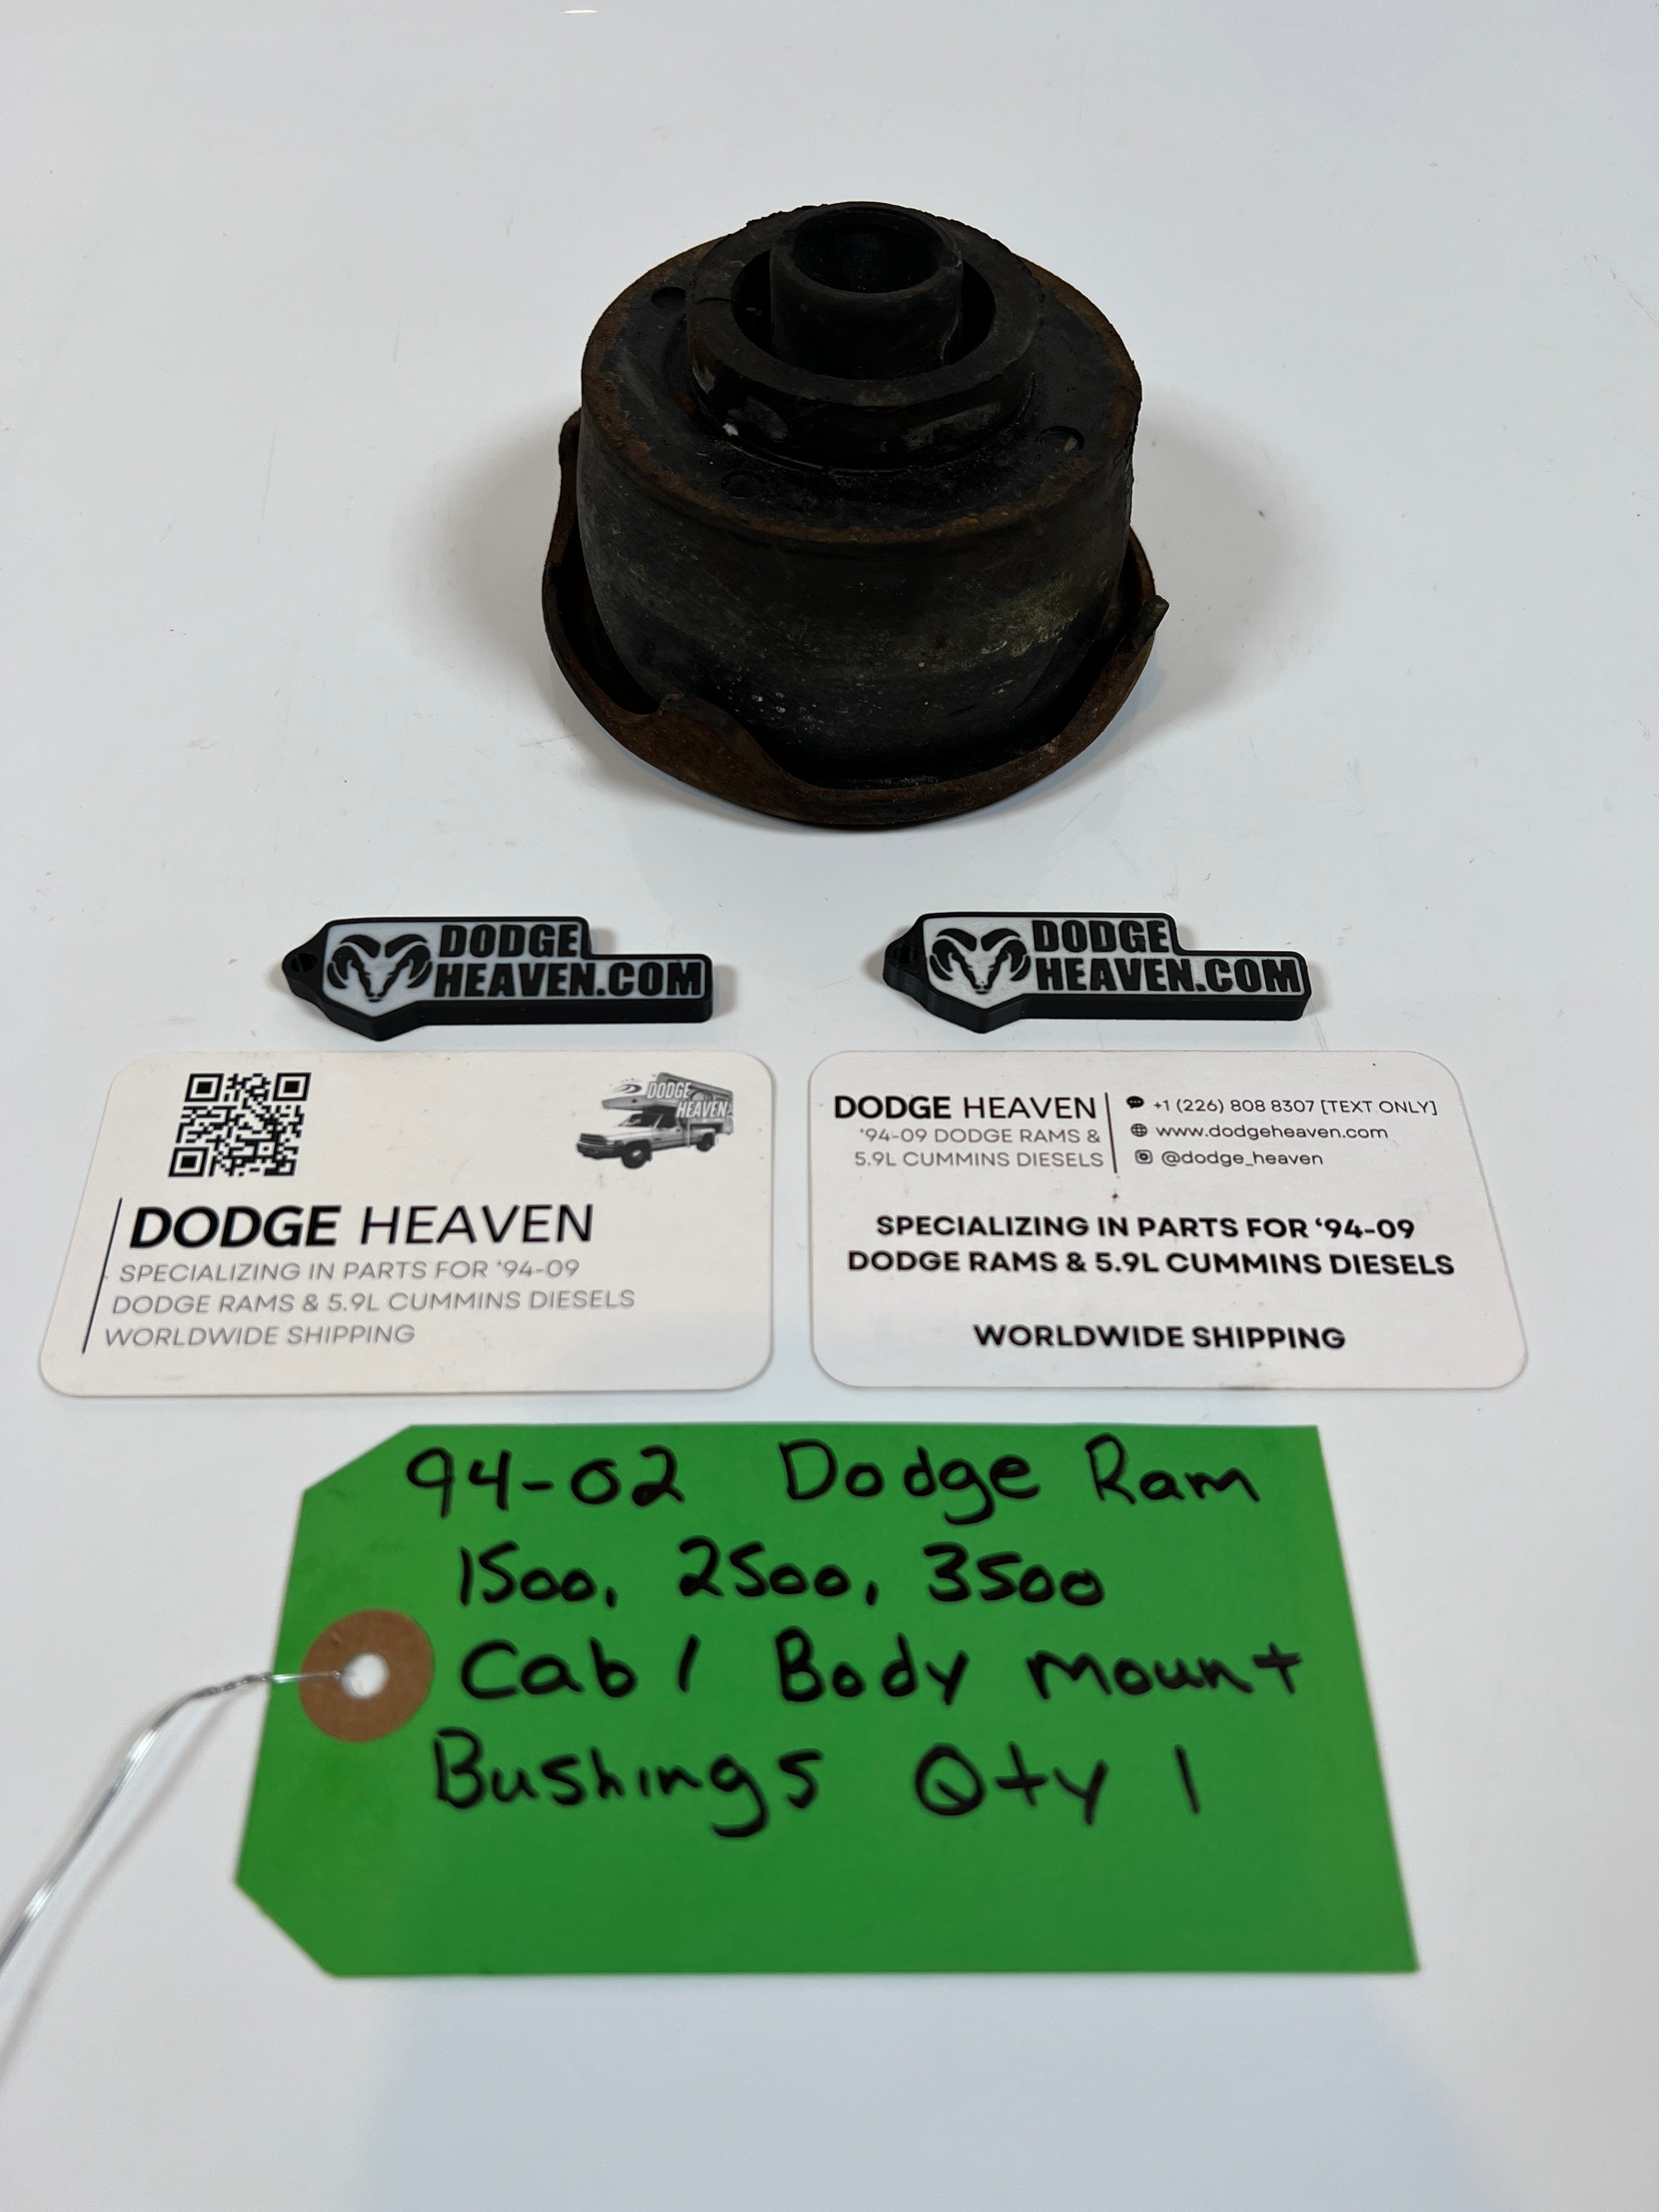 DODGE
HEAVEN.COM
DODGE
HEAVEN.COM
DODGE
HEAVEN
DODGE HEAVEN
SPECIALIZING IN PARTS FOR '94-09
DODGE RAMS & 5.9L CUMMINS DIESELS
WORLDWIDE SHIPPING
DODGE HEAVEN
'94-09 DODGE RAMS &
5.9L CUMMINS DIESELS
+1 (226) 808 8307 [TEXT ONLY]
www.dodgeheaven.com
@dodge_heaven
SPECIALIZING IN PARTS FOR '94-09
DODGE RAMS & 5.9L CUMMINS DIESELS
WORLDWIDE SHIPPING
94-02 Dodge Ram
1500, 2500, 3500
Cab / Body mount
Bushings Qty 1